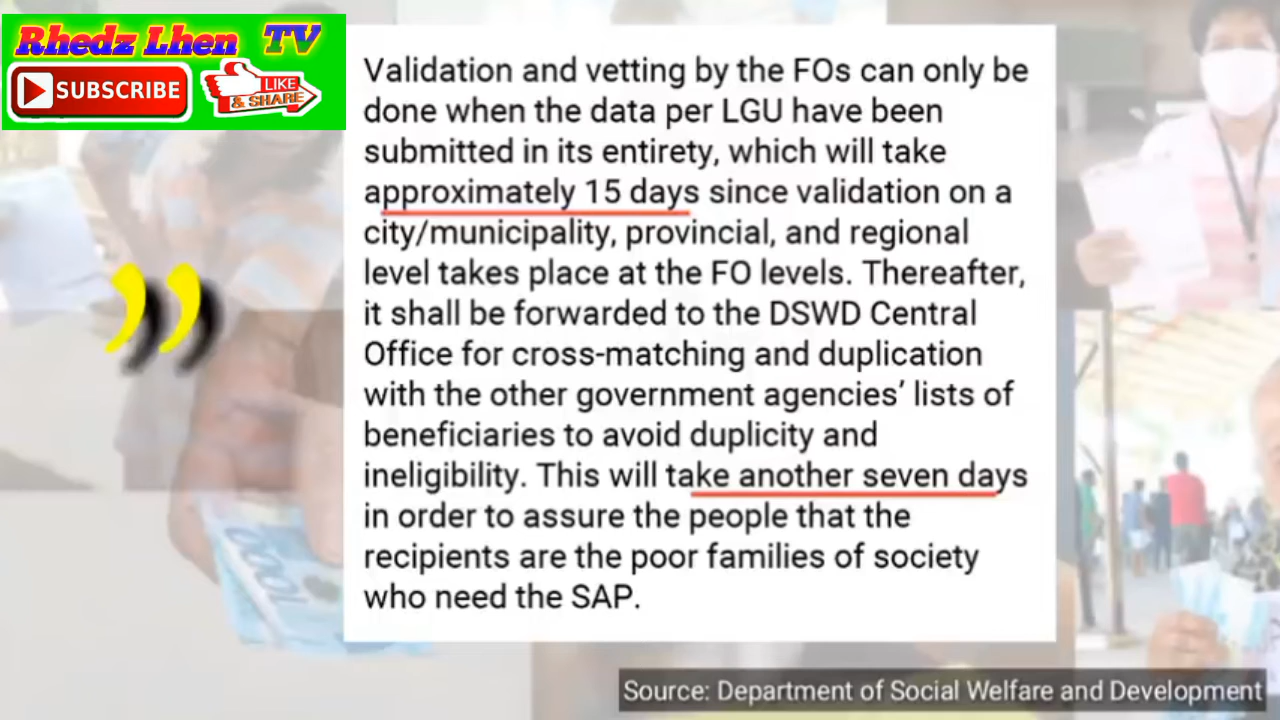 Rhedz Lhen TV
SUBSCRIBE
LIKE
& SHARE
Validation and vetting by the FOs can only be
done when the data per LGU have been
submitted in its entirety, which will take
approximately 15 days since validation on a
city/municipality, provincial, and regional
level takes place at the FO levels. Thereafter,
it shall be forwarded to the DSWD Central
Office for cross-matching and duplication
with the other government agencies’ lists of
beneficiaries to avoid duplicity and
ineligibility. This will take another seven days
in order to assure the people that the
recipients are the poor families of society
who need the SAP.
”
1000
Source: Department of Social Welfare and Development